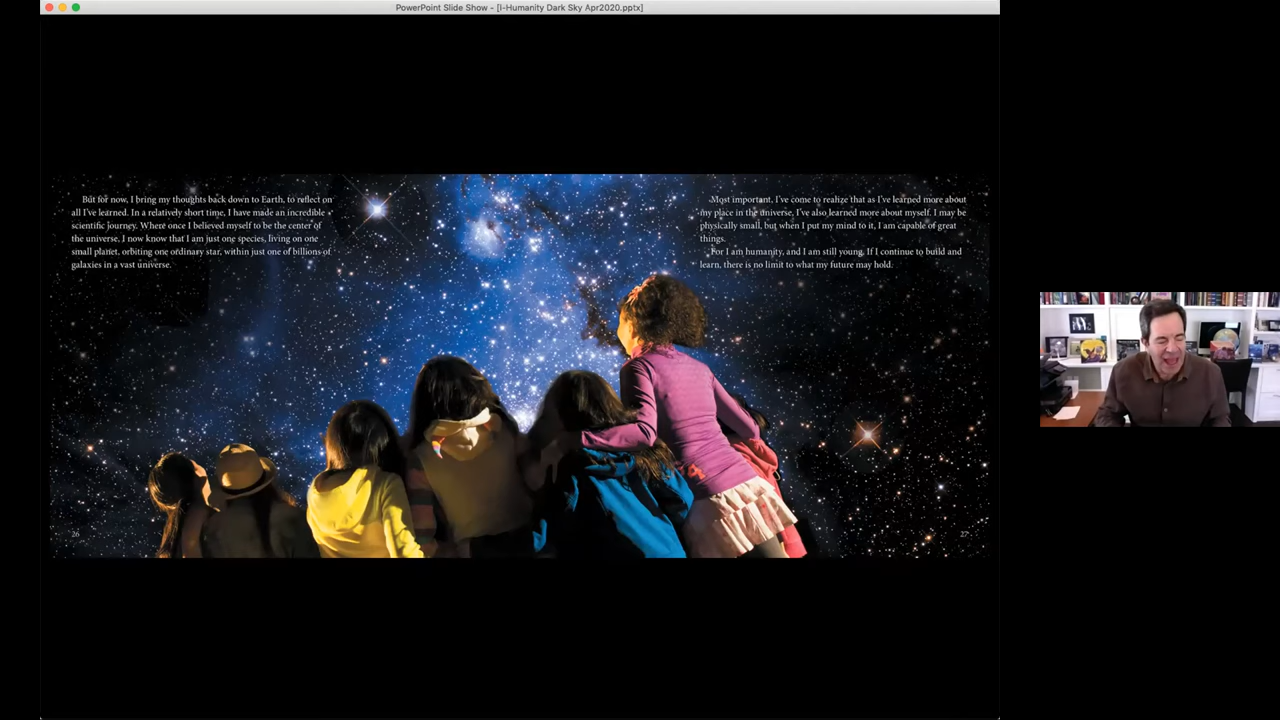 PowerPoint Slide Show - [I-Humanity Dark Sky Apr2020.pptx]
But for now, I bring my thoughts back down to Earth, to reflect on
all I've learned. In a relatively short time, I have made an incredible
scientific journey. Where once I believed myself to be the center of
the universe, I now know that I am just one species, living on one
small planet, orbiting one ordinary star, within just one of billions of
galaxies in a vast universe.
Most important, I've come to realize that as I've learned more about
my place in the universe, I've also learned more about myself. I may be
physically small, but when I put my mind to it, I am capable of great
things.
For I am humanity, and I am still young. If I continue to build and
learn, there is no limit to what my future may hold.
26
27